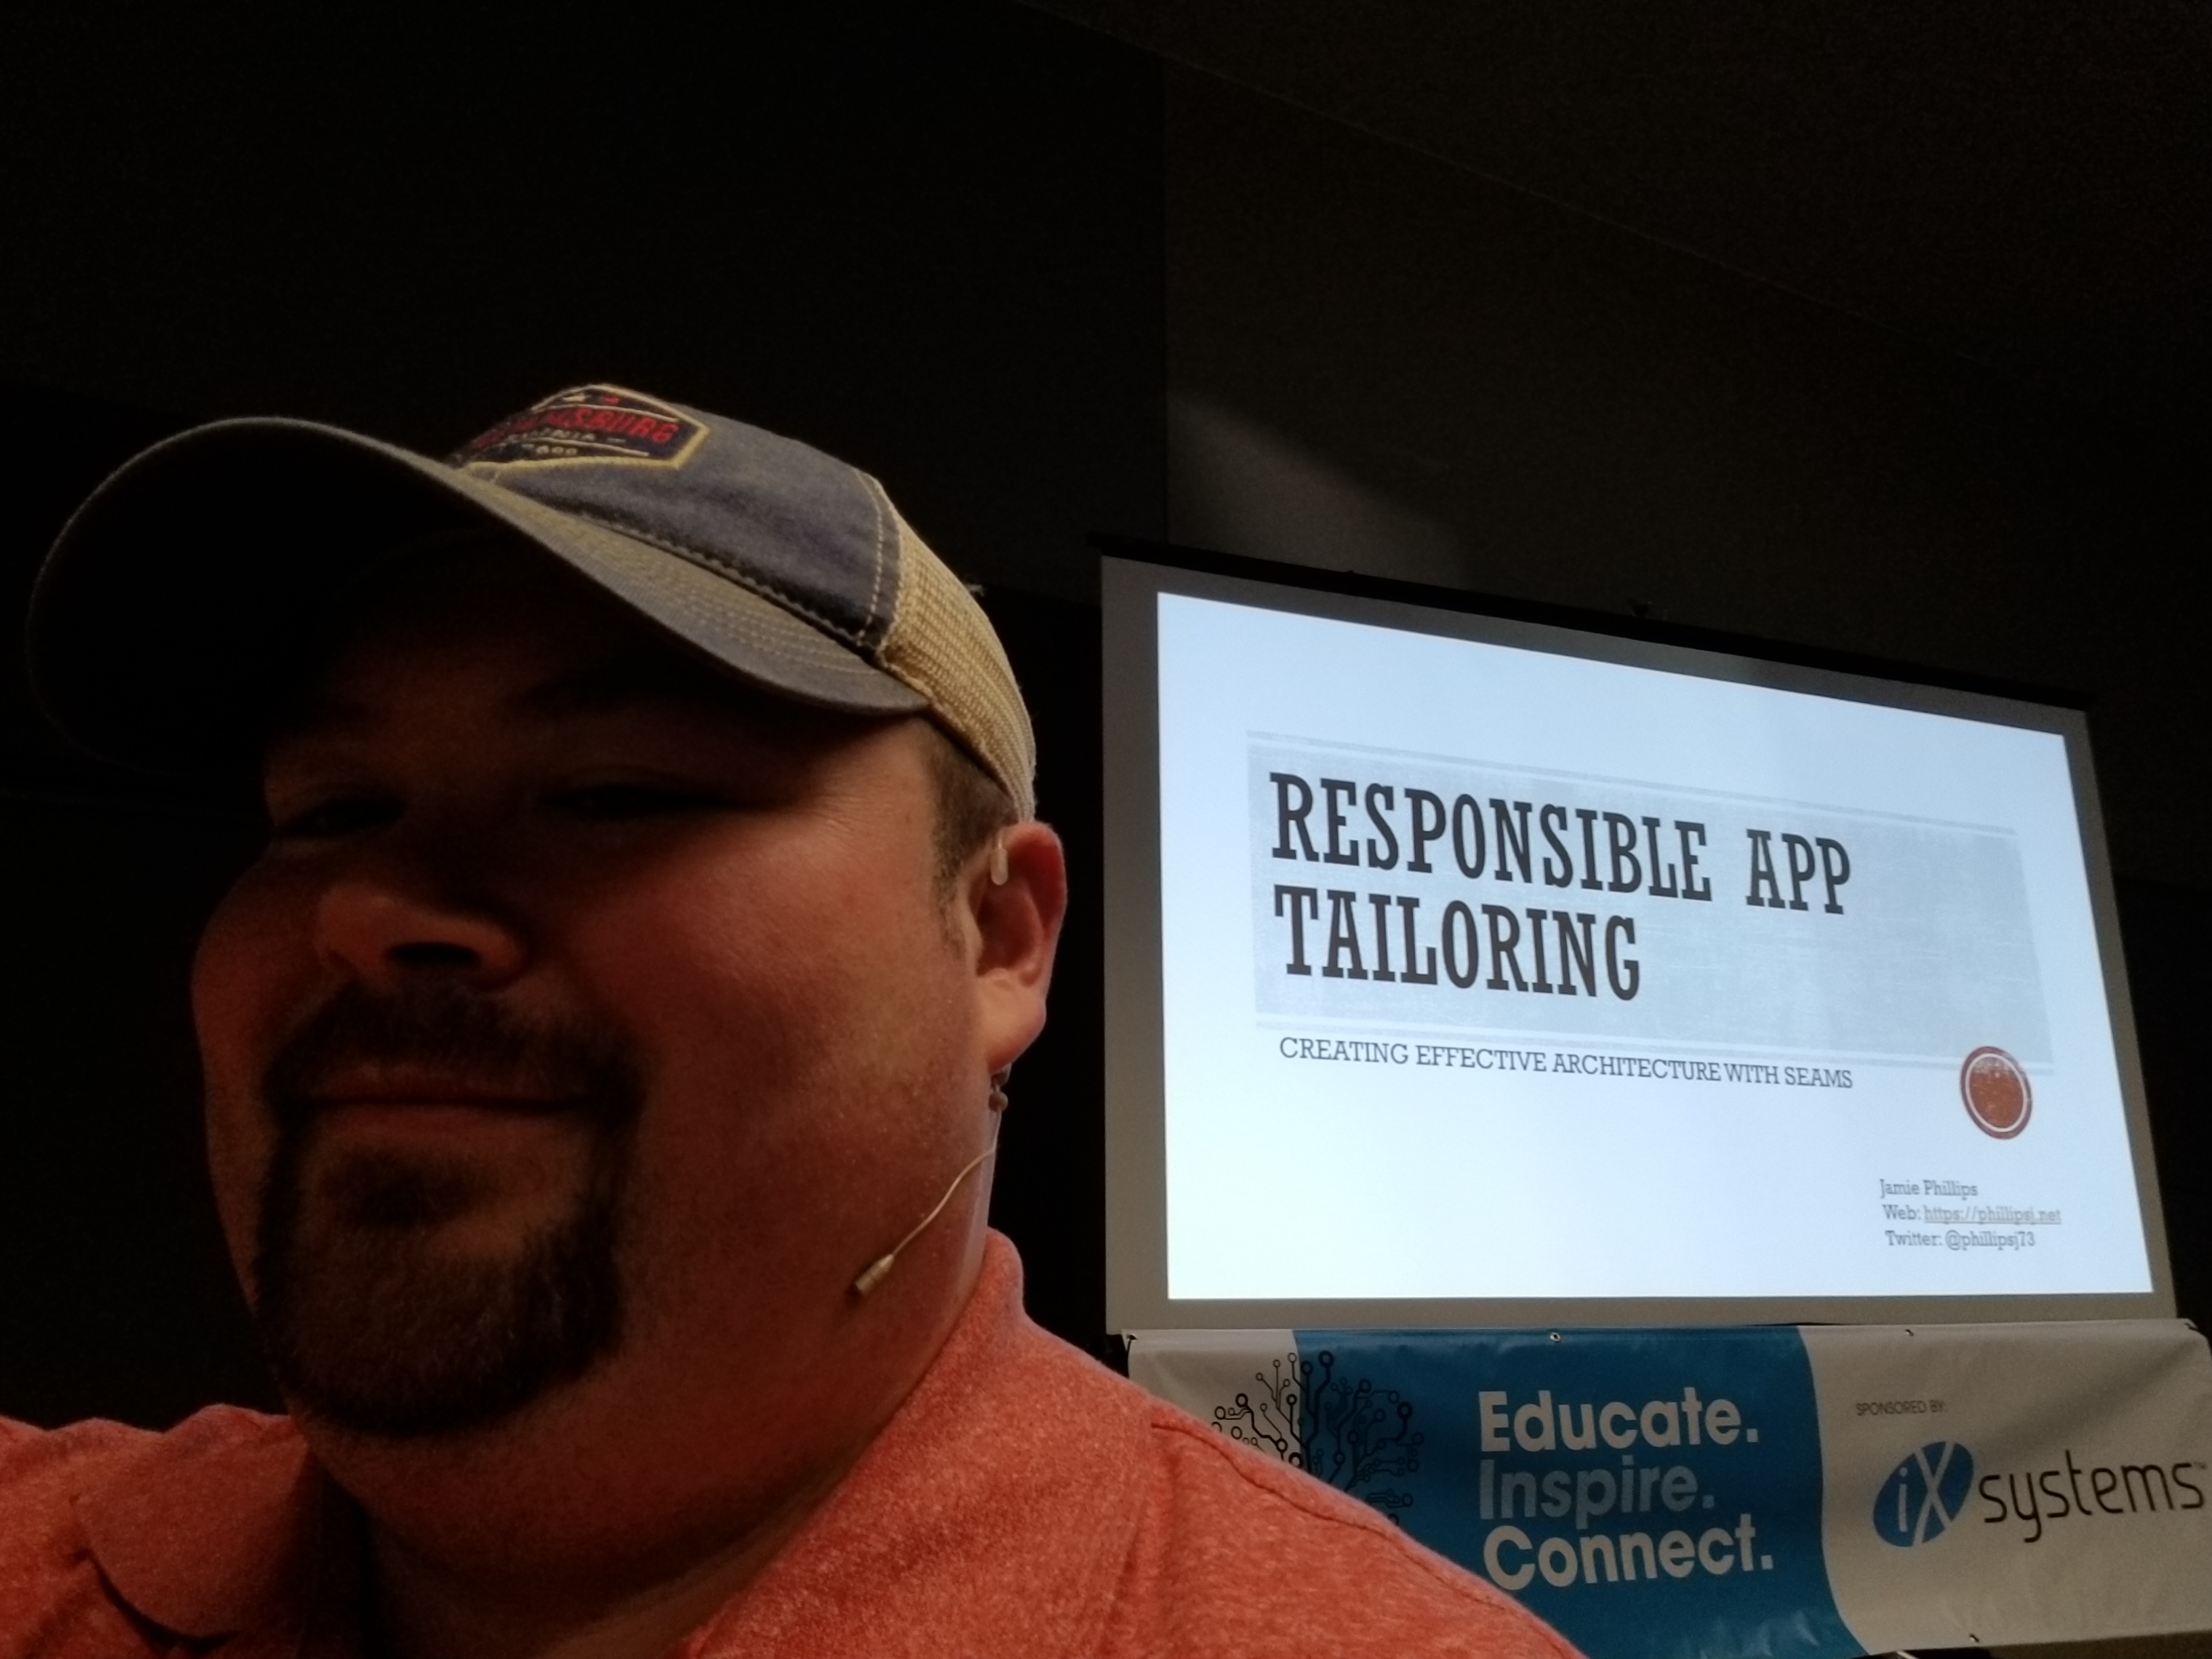 RESPONSIBLE APP
TAILORING
CREATING EFFECTIVE ARCHITECTURE WITH SEAMS
Jamie Phillips
Web: https://phillipsj.net
Twitter: @phillipsj73
Educate.
Inspire.
Connect.
SPONSORED BY:
iX systems™